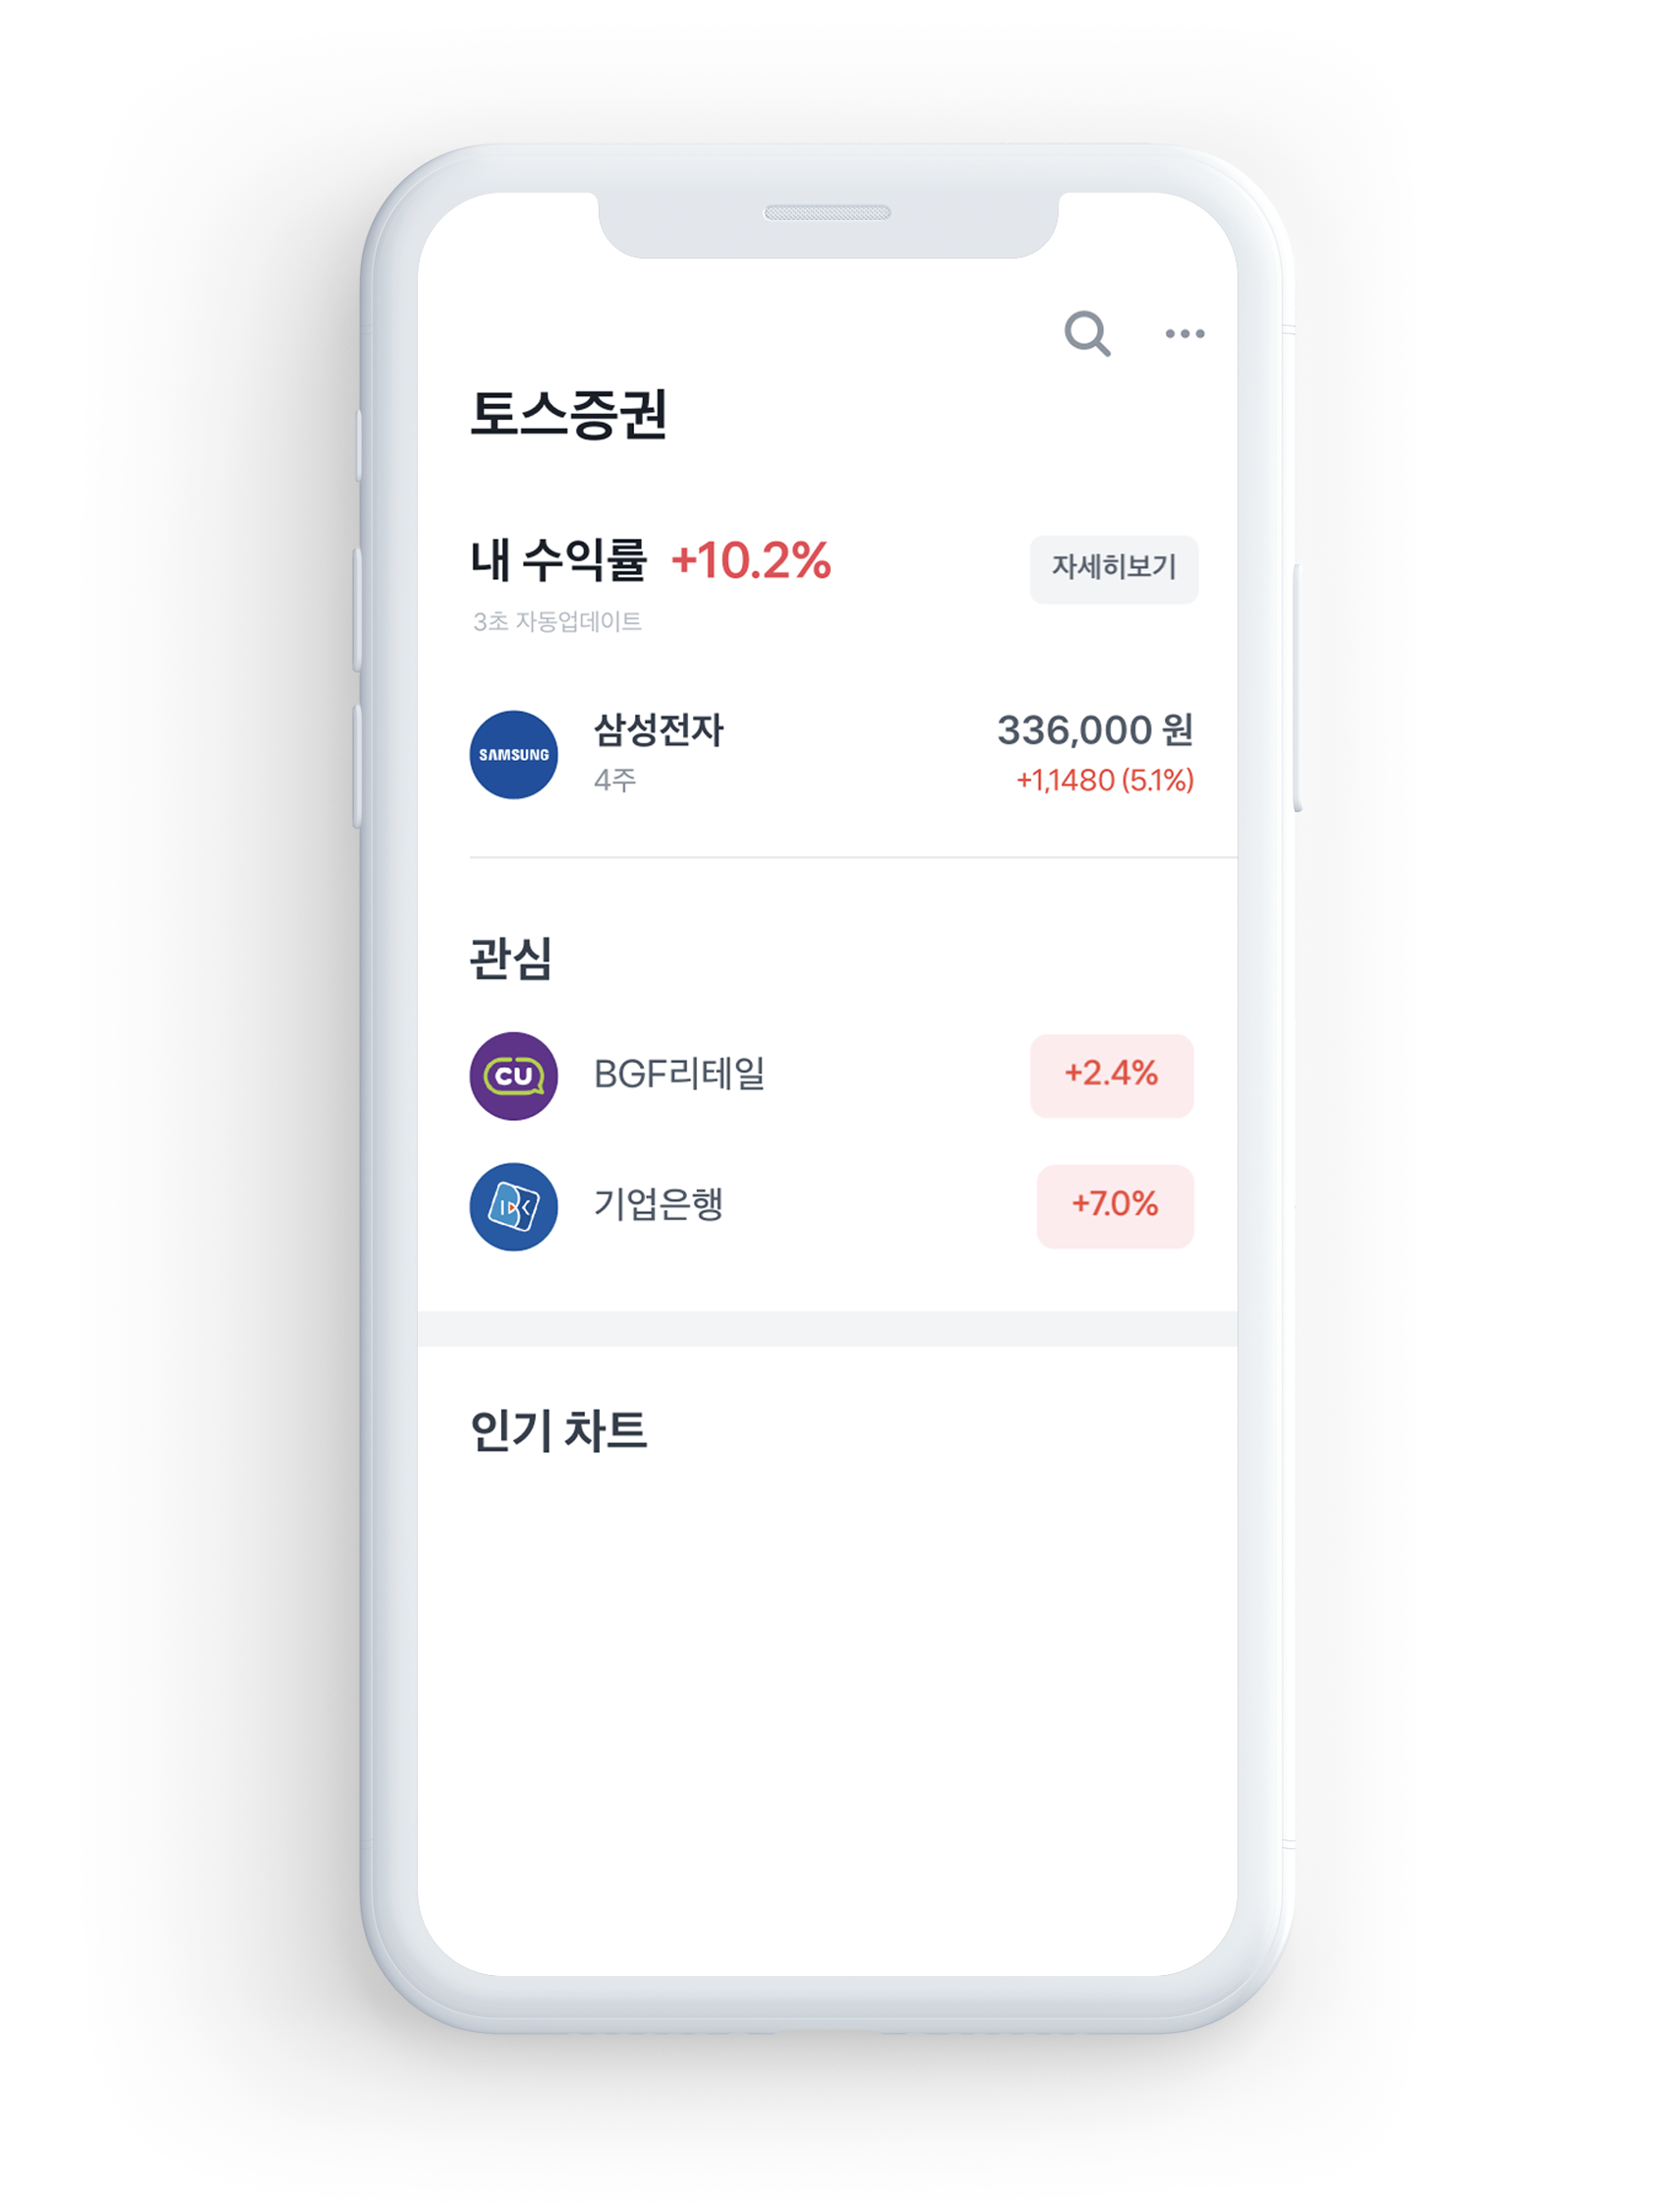 토스증권
내 수익률 +10.2% 자세히보기
3초 자동업데이트
SAMSUNG 삼성전자 336,000 원
4주 +1,1480 (5.1%)
관심
CU BGF리테일 +2.4%
기업은행 +7.0%
인기 차트